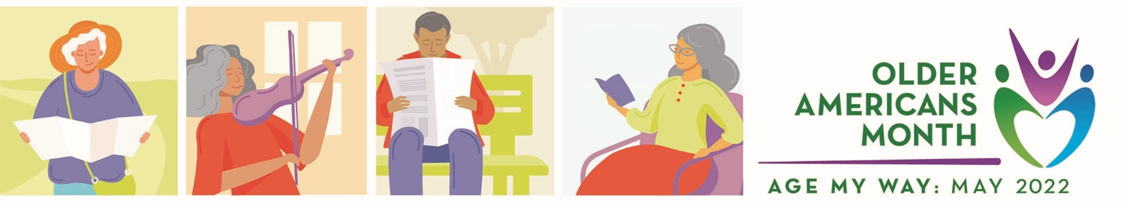 OLDER
AMERICANS
MONTH
AGE MY WAY: MAY 2022